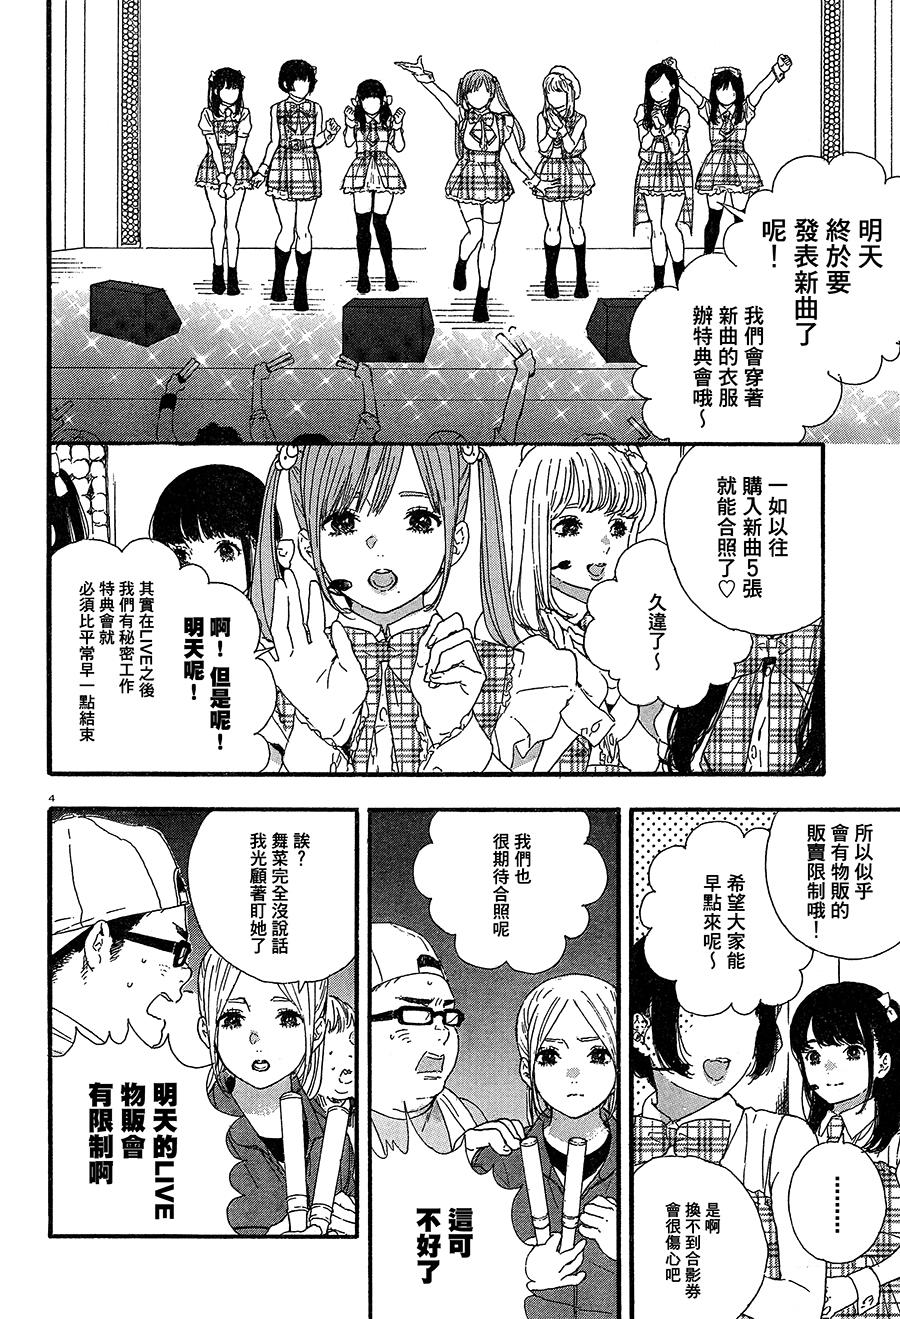 明天
終於要
發表新曲了
呢！
我們會穿著
新曲的衣服
辦特典會哦～
一如以往
購入新曲5張
就能合照了♡
久違了～
啊！但是呢！
明天呢！
其實在LIVE之後
我們有秘密工作
特典會就
必須比平常早一點結束
4
所以似乎
會有物販的
販賣限制哦！
希望大家能
早點來呢～
………
是啊
換不到合影券
會很傷心吧
我們也
很期待合照呢
這可
不好了
誒？
舞菜完全沒說話
我光顧著盯她了
明天的LIVE
物販會
有限制啊